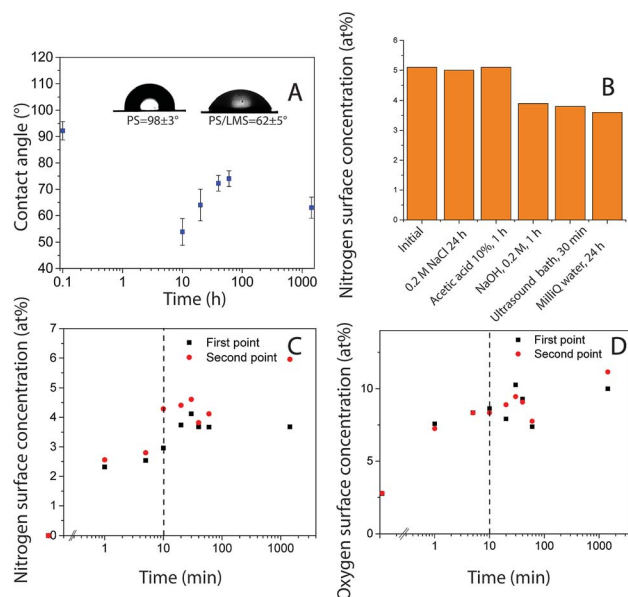 A
Contact angle (°)
120
110
100
90
80
70
60
50
40
PS=98±3°
PS/LMS=62±5°
0.1
1
10
100
1000
Time (h)
B
Nitrogen surface concentration (at%)
6
5
4
3
2
1
0
Initial
0.2 M NaCl 24 h
Acetic acid 10%, 1 h
NaOH, 0.2 M, 1 h
Ultrasound bath, 30 min
MilliQ water, 24 h
C
Nitrogen surface concentration (at%)
7
6
5
4
3
2
1
0
First point
Second point
1
10
100
1000
Time (min)
D
Oxygen surface concentration (at%)
10
5
0
First point
Second point
1
10
100
1000
Time (min)